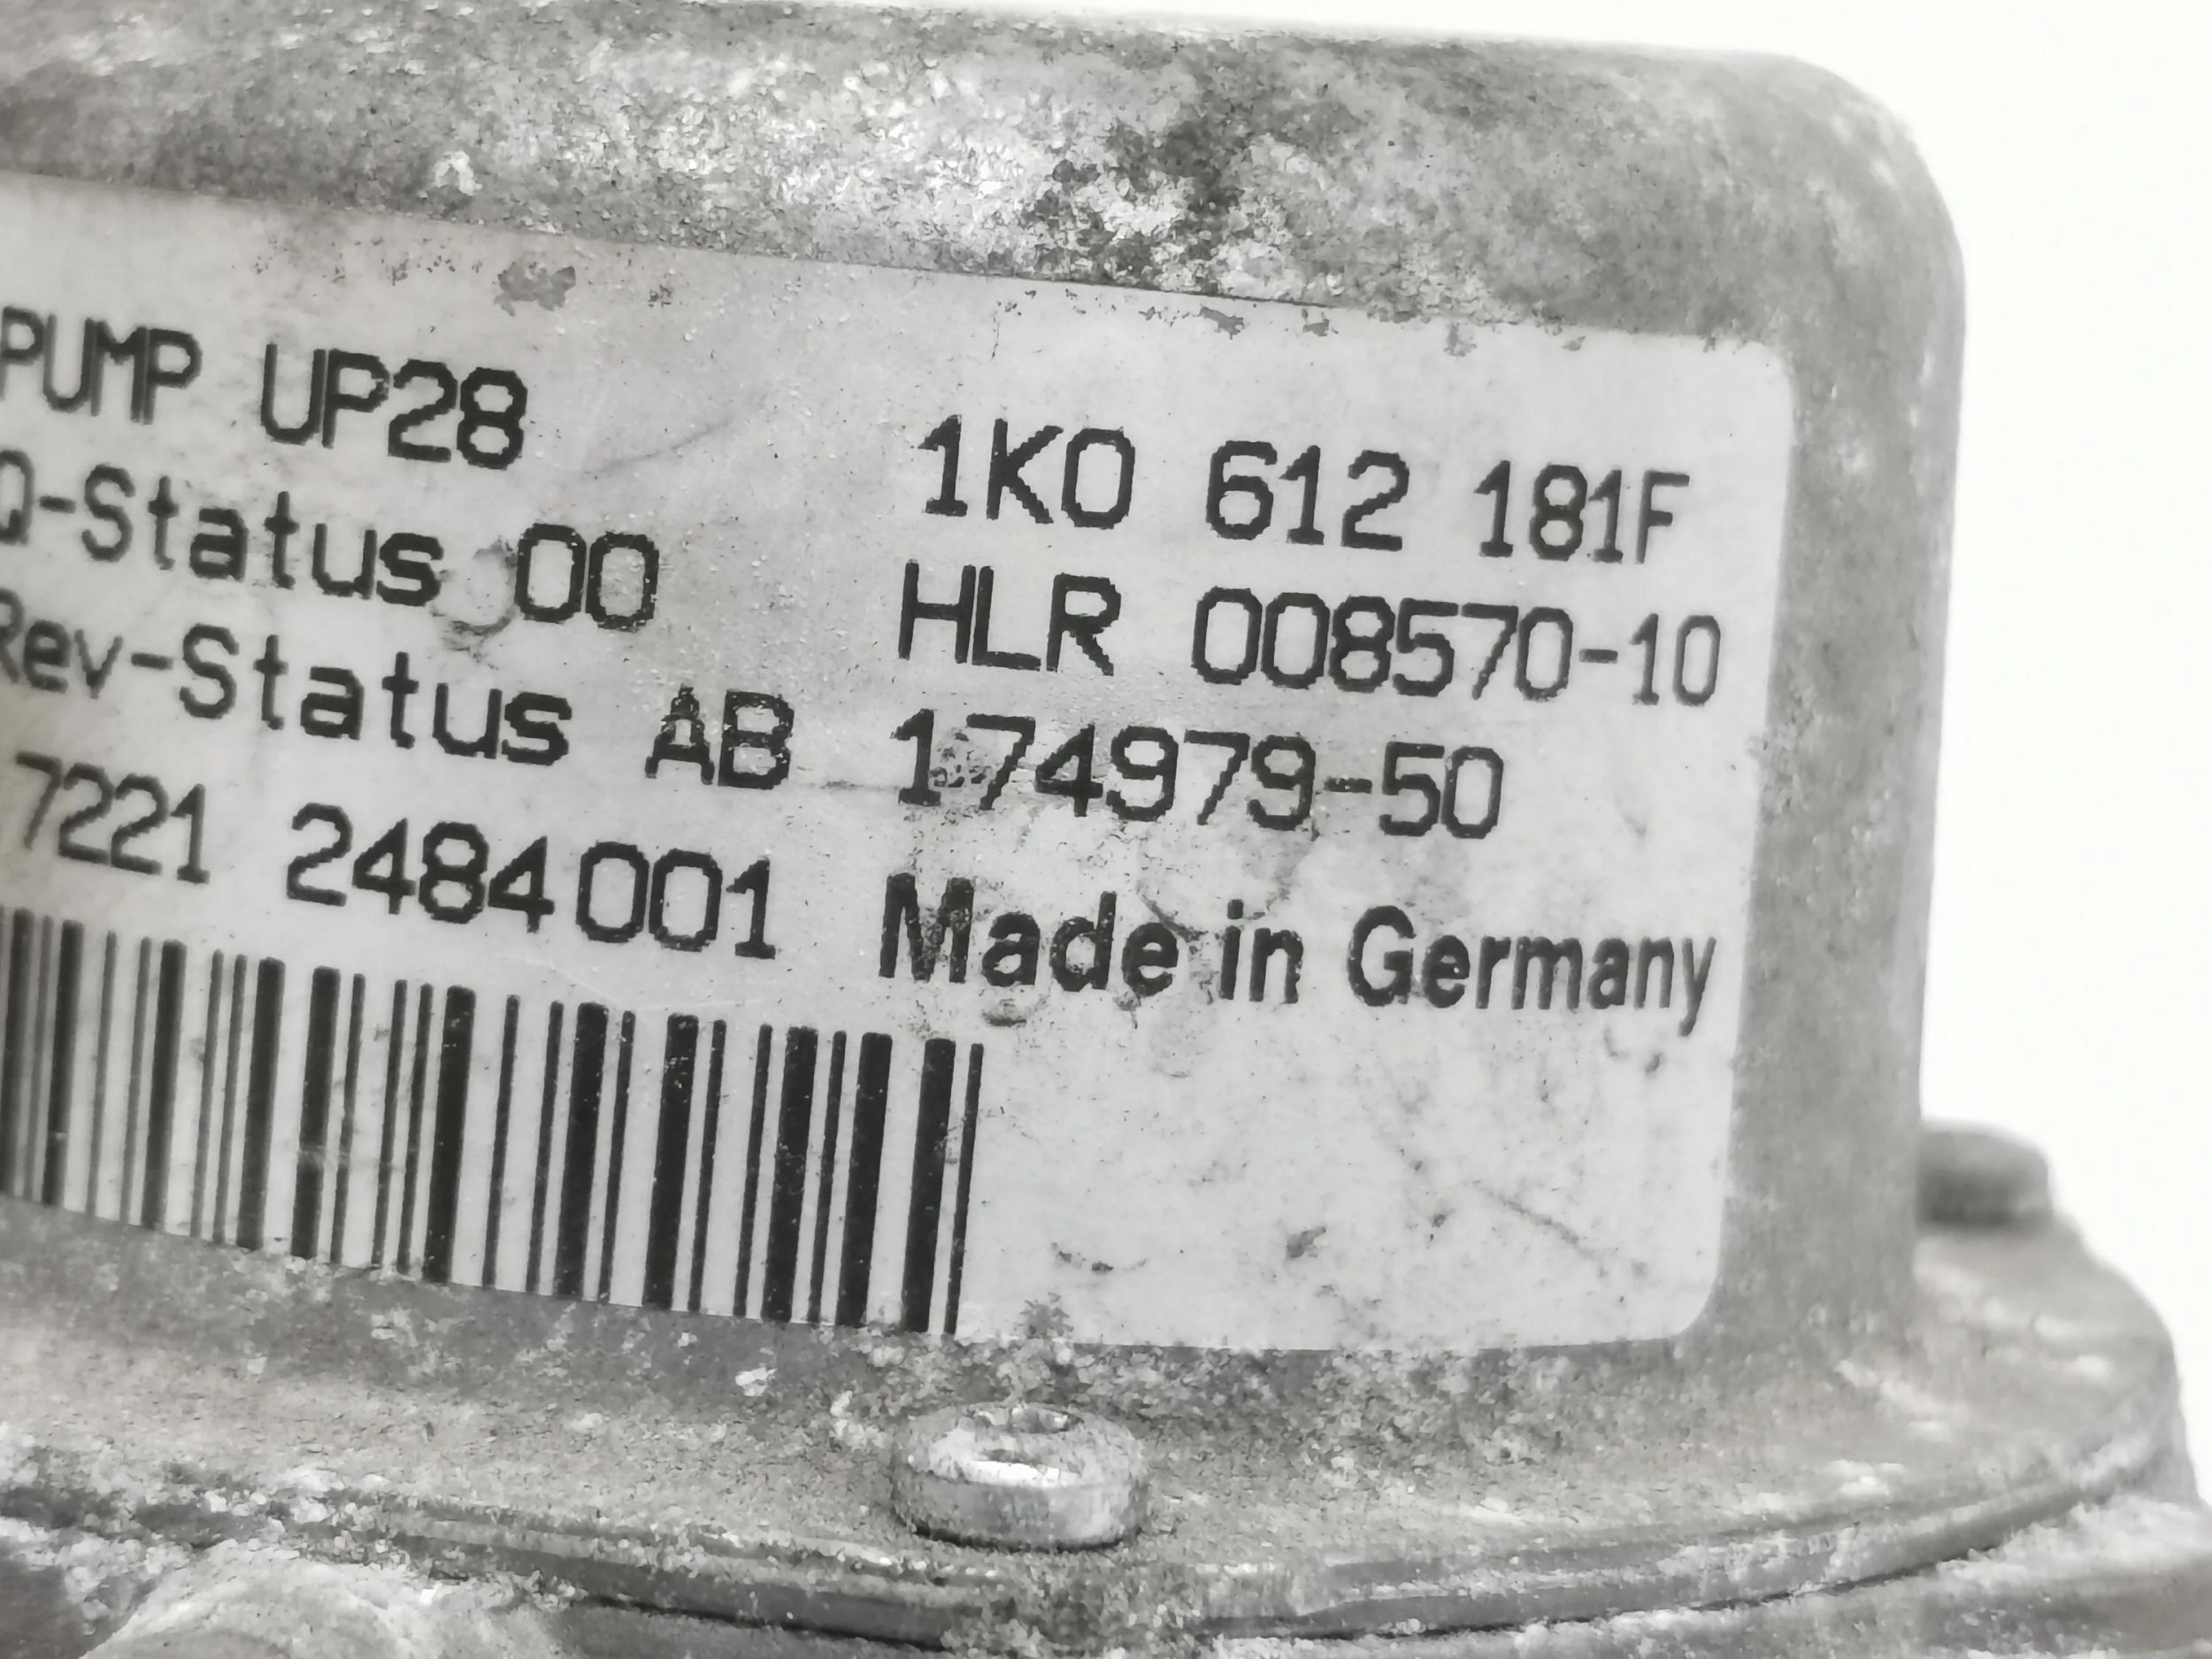 PUMP UP28
Q-Status 00
Rev-Status AB
7221 2484001
1K0 612 181F
HLR 008570-10
174979-50
Made in Germany